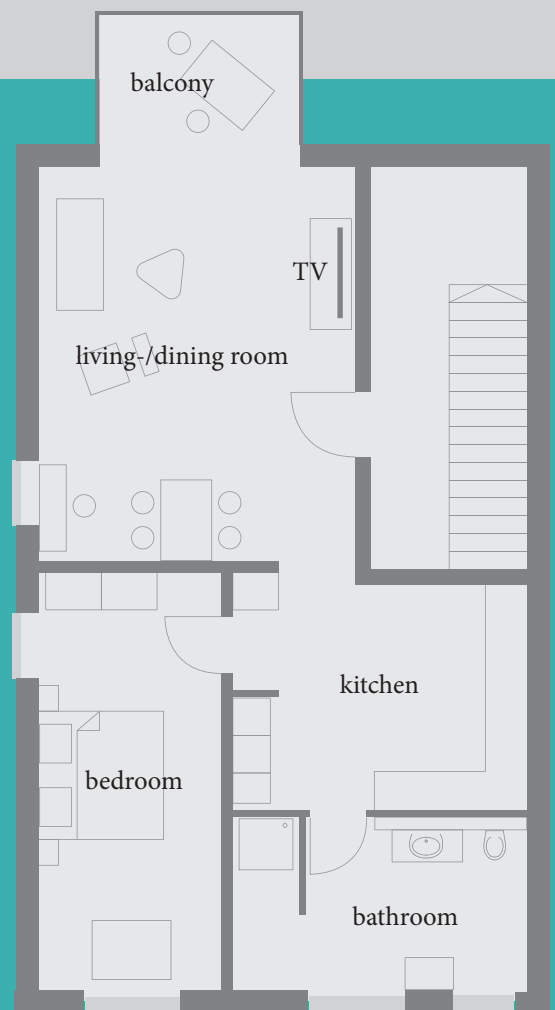 balcony
TV
living-/dining room
kitchen
bedroom
bathroom